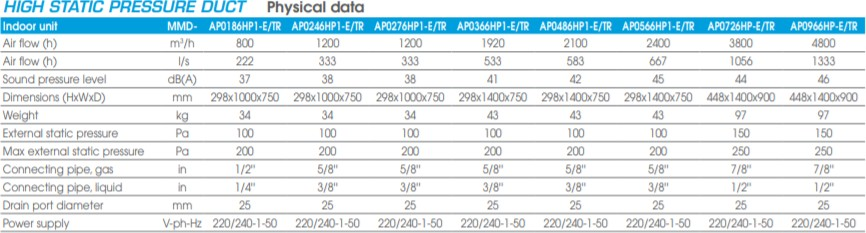 HIGH STATIC PRESSURE DUCT Physical data
Indoor unit MMD- AP0186HP1-E/TR AP0246HP1-E/TR AP0276HP1-E/TR AP0366HP1-E/TR AP0486HP1-E/TR AP0566HP1-E/TR AP0726HP-E/TR AP0966HP-E/TR
Air flow (h) m³/h 800 1200 1200 1920 2100 2400 3800 4800
Air flow (h) l/s 222 333 333 533 583 667 1056 1333
Sound pressure level dB(A) 37 38 38 41 42 45 44 46
Dimensions (HxWxD) mm 298x1000x750 298x1000x750 298x1000x750 298x1400x750 298x1400x750 298x1400x750 448x1400x900 448x1400x900
Weight kg 34 34 34 43 43 43 97 97
External static pressure Pa 100 100 100 100 100 100 150 150
Max external static pressure Pa 200 200 200 200 200 200 250 250
Connecting pipe, gas in 1/2" 5/8" 5/8" 5/8" 5/8" 5/8" 7/8" 7/8"
Connecting pipe, liquid in 1/4" 3/8" 3/8" 3/8" 3/8" 3/8" 1/2" 1/2"
Drain port diameter mm 25 25 25 25 25 25 25 25
Power supply V-ph-Hz 220/240-1-50 220/240-1-50 220/240-1-50 220/240-1-50 220/240-1-50 220/240-1-50 220/240-1-50 220/240-1-50